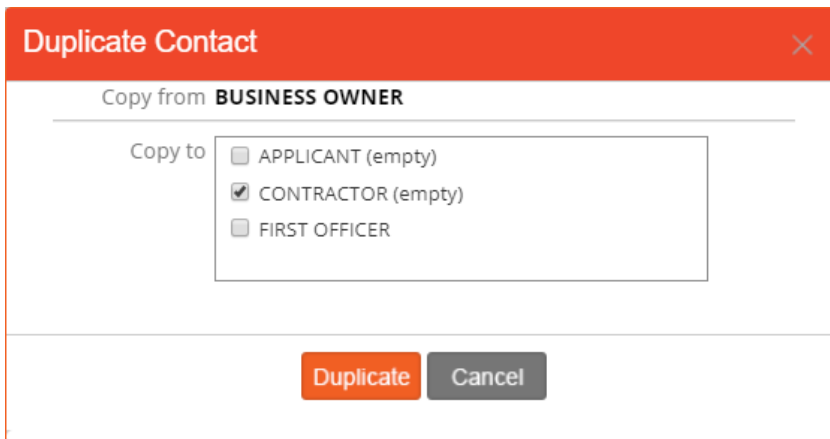 Duplicate Contact
Copy from BUSINESS OWNER
Copy to
APPLICANT (empty)
CONTRACTOR (empty)
FIRST OFFICER
Duplicate Cancel